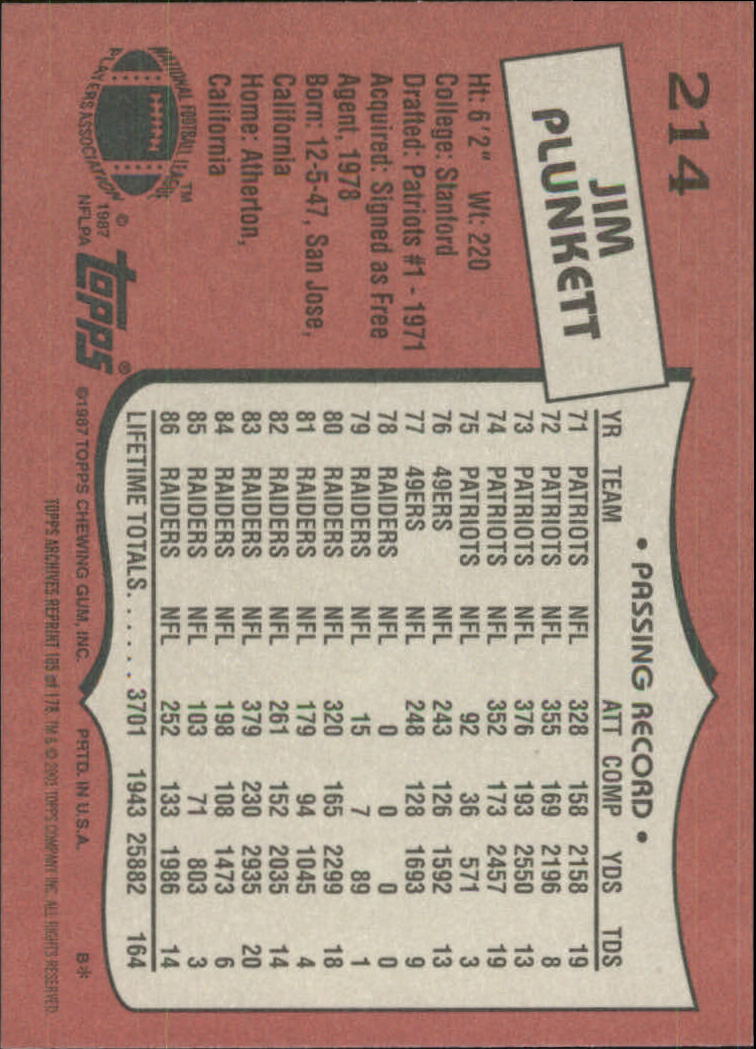 214
JIM
PLUNKETT
Ht: 6'2" Wt: 220
College: Stanford
Drafted: Patriots #1 - 1971
Acquired: Signed as Free
Agent, 1978
Born: 12-5-47, San Jose,
California
Home: Atherton,
California
NATIONAL FOOTBALL LEAGUE
PLAYERS ASSOCIATION
™
© 1987
NFLPA
topps®
• PASSING RECORD •
YR TEAM ATT COMP YDS TDS
71 PATRIOTS NFL 328 158 2158 19
72 PATRIOTS NFL 355 169 2196 8
73 PATRIOTS NFL 376 193 2550 13
74 PATRIOTS NFL 352 173 2457 19
75 PATRIOTS NFL 92 36 571 3
76 49ERS NFL 243 126 1592 13
77 49ERS NFL 248 128 1693 9
78 RAIDERS NFL 0 0 0 0
79 RAIDERS NFL 15 7 89 1
80 RAIDERS NFL 320 165 2299 18
81 RAIDERS NFL 179 94 1045 4
82 RAIDERS NFL 261 152 2035 14
83 RAIDERS NFL 379 230 2935 20
84 RAIDERS NFL 198 108 1473 6
85 RAIDERS NFL 103 71 803 3
86 RAIDERS NFL 252 133 1986 14
LIFETIME TOTALS...... 3701 1943 25882 164
©1987 TOPPS CHEWING GUM, INC. PRTD. IN U.S.A. B*
TOPPS ARCHIVES REPRINT of 178. TM & © 2001 TOPPS COMPANY INC. ALL RIGHTS RESERVED